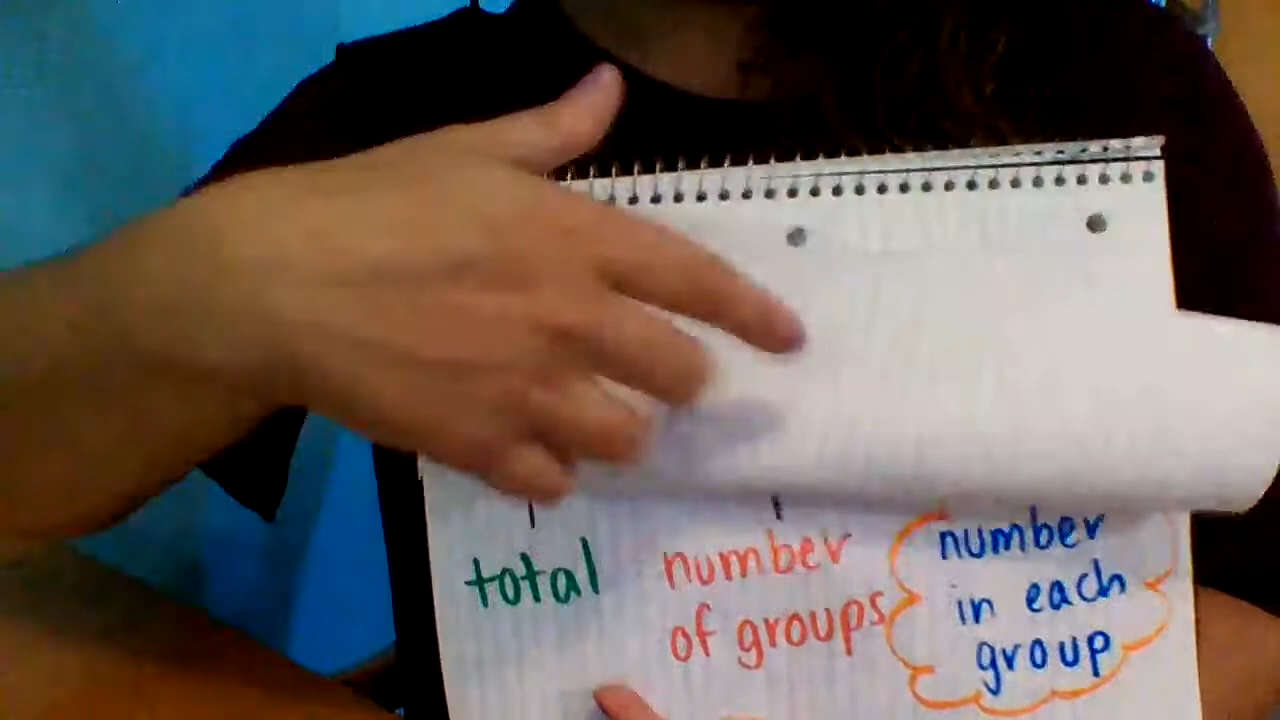 total
number
of groups
number
in each
group